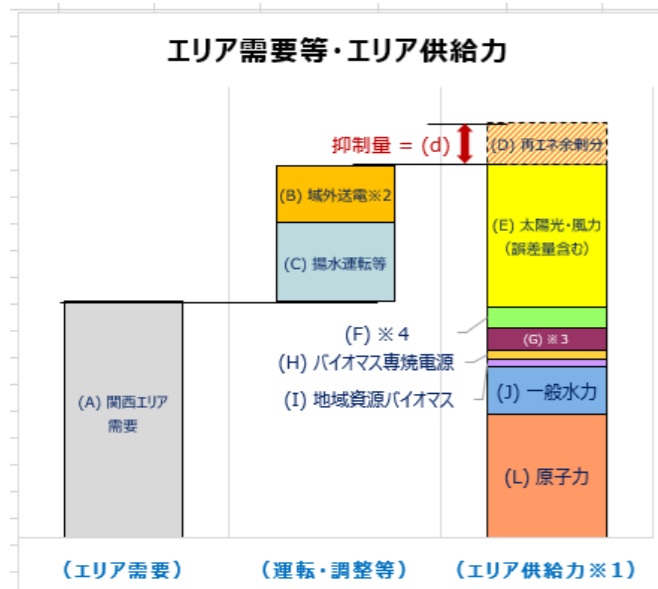 エリア需要等・エリア供給力
抑制量 = (d)
(D) 再エネ余剰分
(B) 域外送電※2
(E) 太陽光・風力
(誤差量含む)
(C) 揚水運転等
(F) ※4
(G) ※3
(H) バイオマス専焼電源
(A) 関西エリア
需要
(I) 地域資源バイオマス
(J) 一般水力
(L) 原子力
(エリア需要)
(運転・調整等)
(エリア供給力※1)